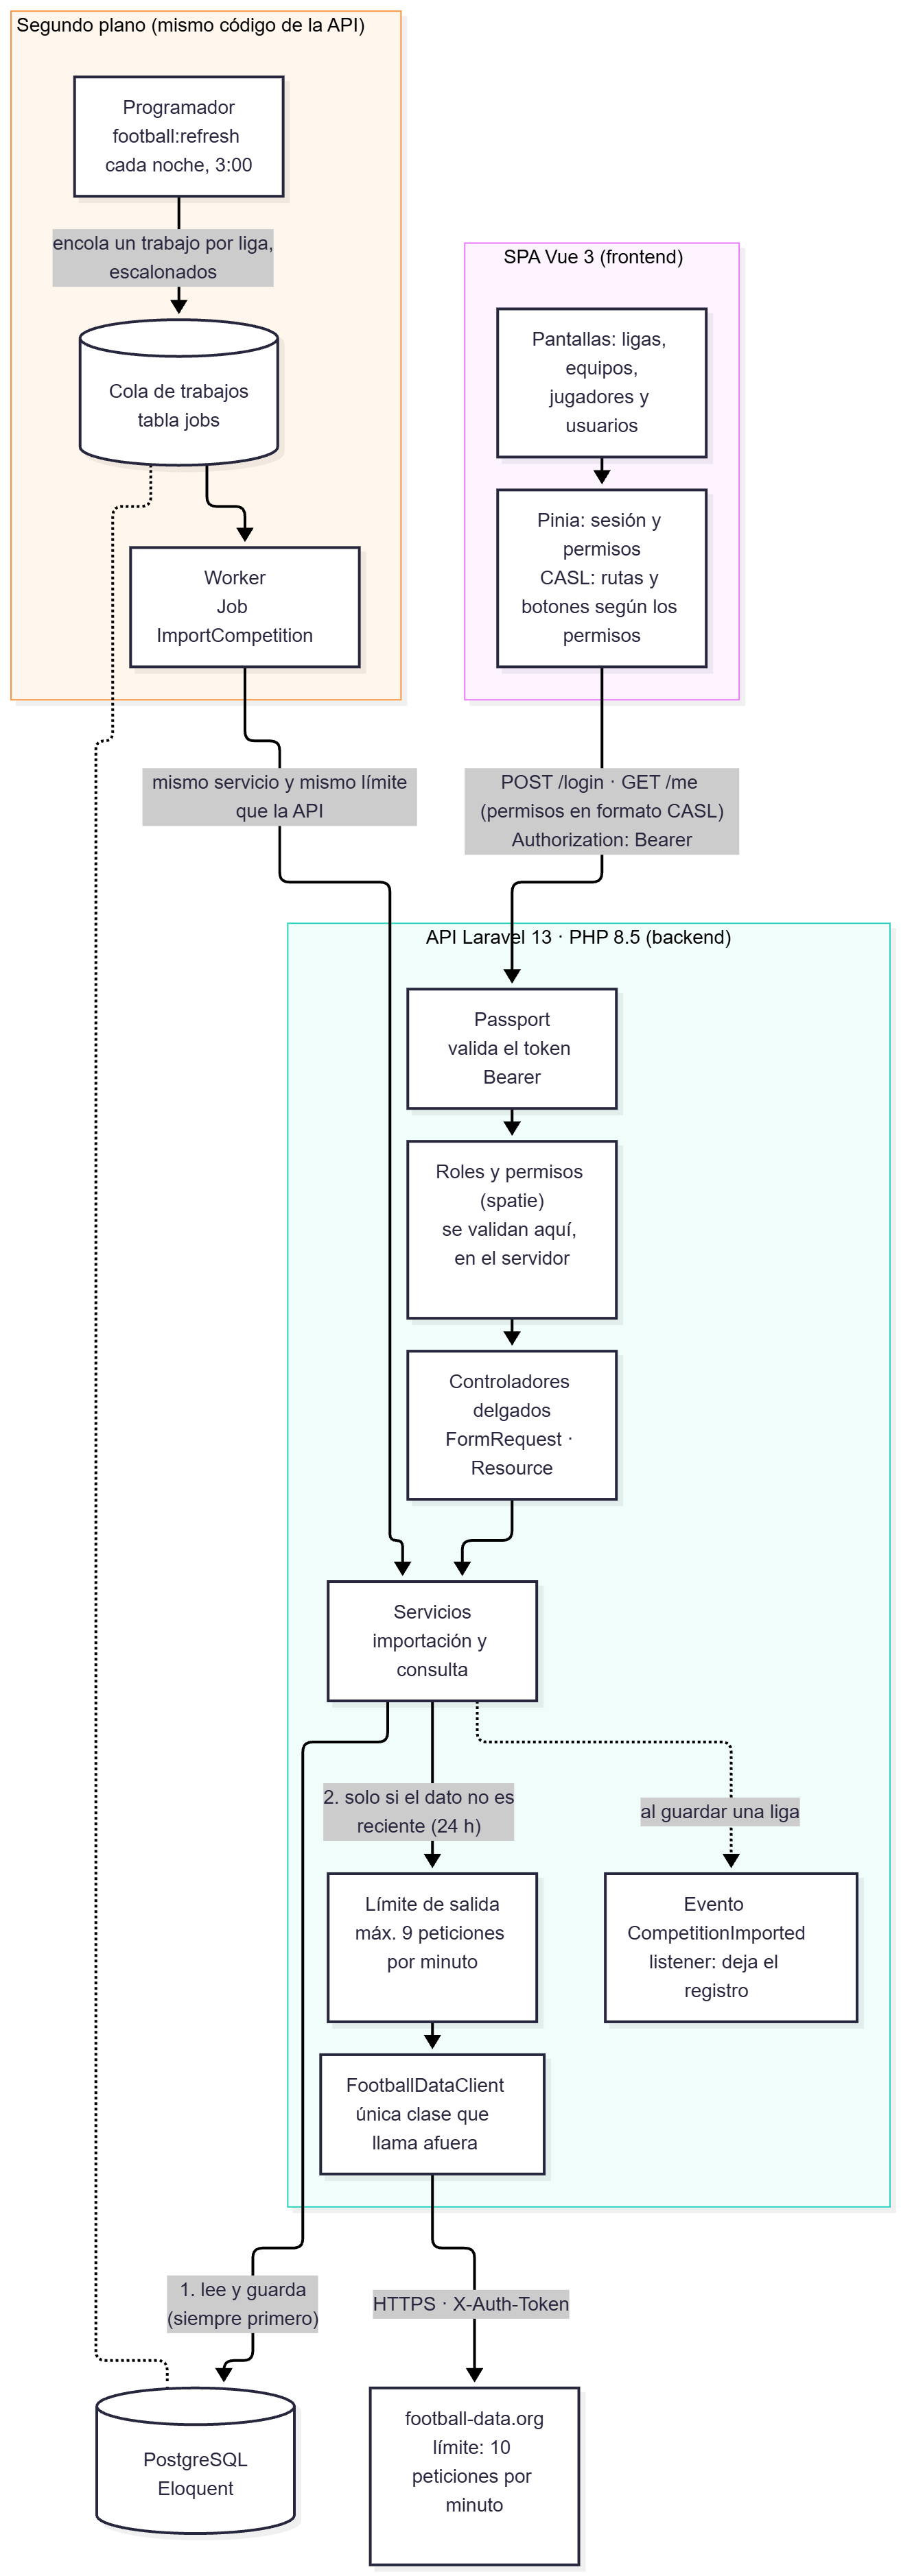 Segundo plano (mismo código de la API)
Programador
football:refresh
cada noche, 3:00
encola un trabajo por liga,
escalonados
Cola de trabajos
tabla jobs
Worker
Job
ImportCompetition
mismo servicio y mismo límite
que la API
SPA Vue 3 (frontend)
Pantallas: ligas,
equipos,
jugadores y
usuarios
Pinia: sesión y
permisos
CASL: rutas y
botones según los
permisos
POST /login · GET /me
(permisos en formato CASL)
Authorization: Bearer
API Laravel 13 · PHP 8.5 (backend)
Passport
valida el token
Bearer
Roles y permisos
(spatie)
se validan aquí,
en el servidor
Controladores
delgados
FormRequest ·
Resource
Servicios
importación y
consulta
2. solo si el dato no es
reciente (24 h)
al guardar una liga
Límite de salida
máx. 9 peticiones
por minuto
Evento
CompetitionImported
listener: deja el
registro
FootballDataClient
única clase que
llama afuera
1. lee y guarda
(siempre primero)
HTTPS · X-Auth-Token
PostgreSQL
Eloquent
football-data.org
límite: 10
peticiones por
minuto